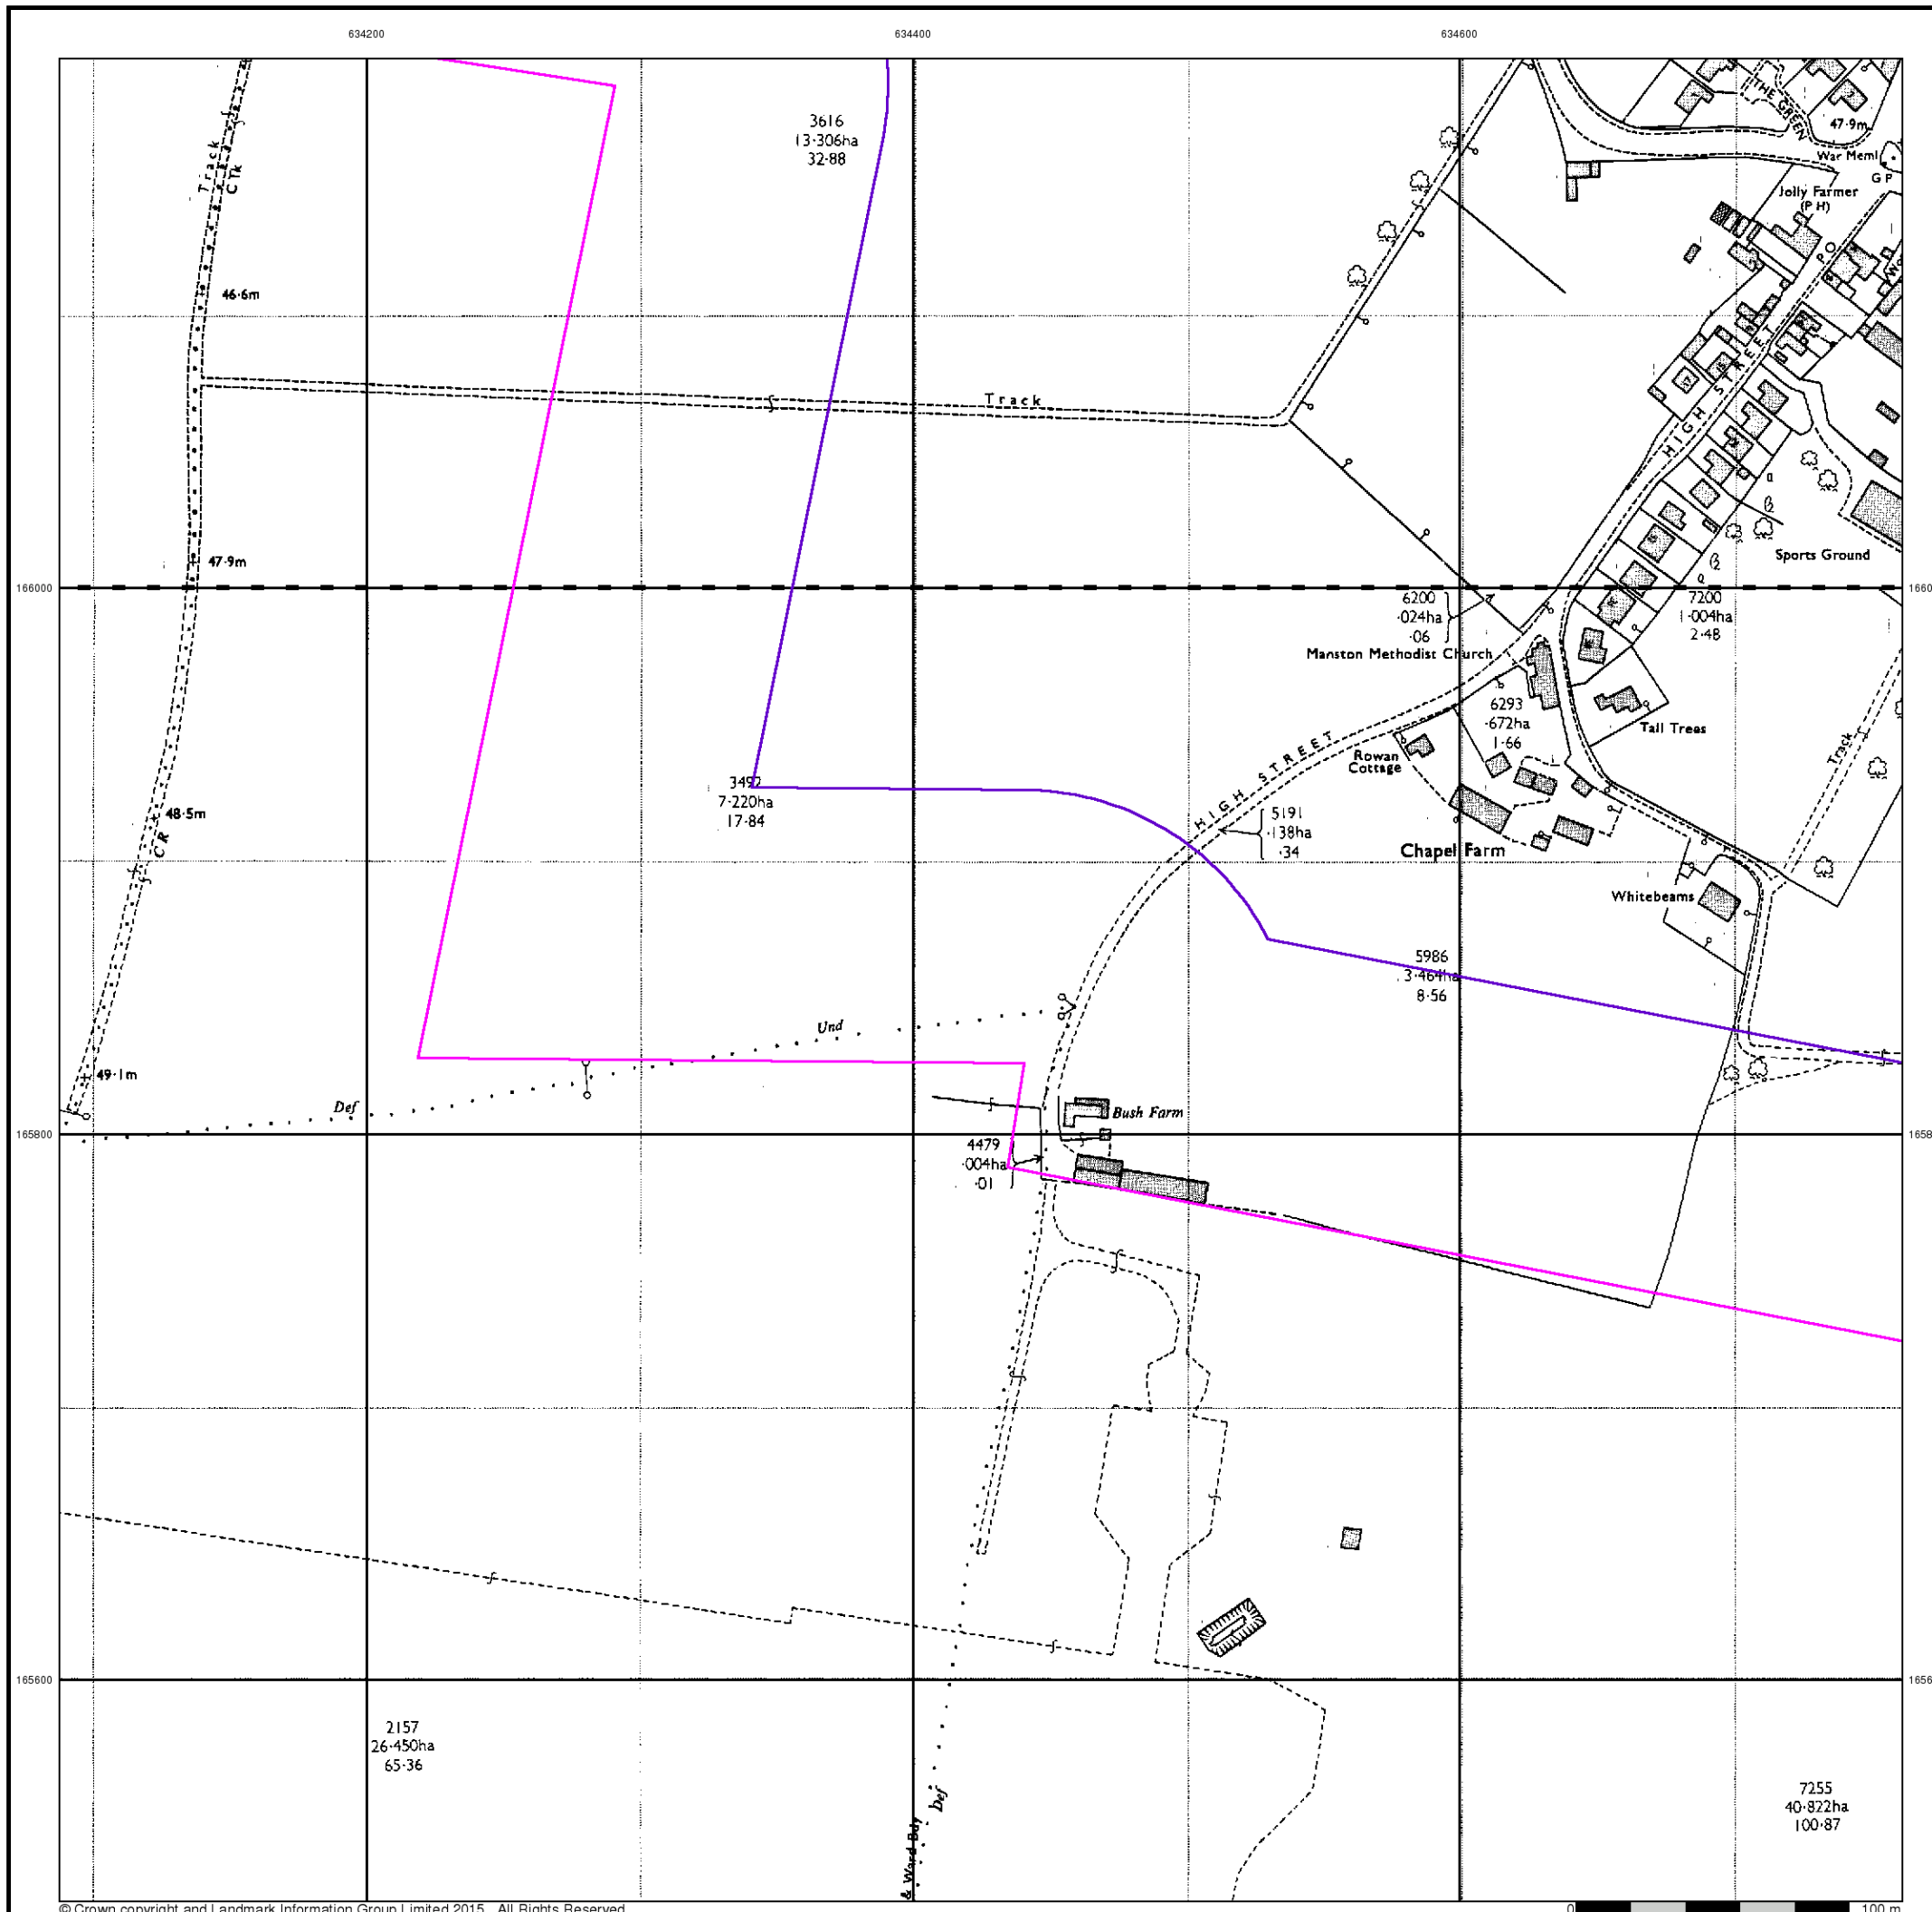 634200
634400
634600
THE GREEN
3616
13·306ha
32·88
47·9m
War Meml
G P
Jolly Farmer
(P H)
Track
C Tk
P O
46·6m
HIGH STREET
Track
Sports Ground
47·9m
166000
6200
·024ha
·06
7200
1·004ha
2·48
Manston Methodist Church
6293
·672ha
1·66
Tall Trees
Track
Rowan
Cottage
HIGH STREET
3492
7·220ha
17·84
5191
·138ha
·34
48·5m
CR
Chapel Farm
Whitebeams
5986
3·464ha
8·56
Und
49·1m
Def
Bush Farm
165800
4479
·004ha
·01
165600
2157
26·450ha
65·36
7255
40·822ha
100·87
Def
& Ward Bdy
© Crown copyright and Landmark Information Group Limited 2015. All Rights Reserved
0
100 m